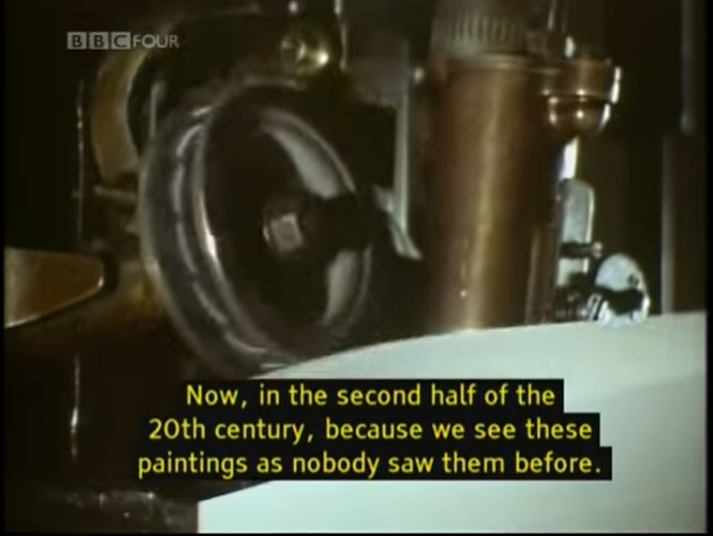 BBC FOUR
Now, in the second half of the
20th century, because we see these
paintings as nobody saw them before.